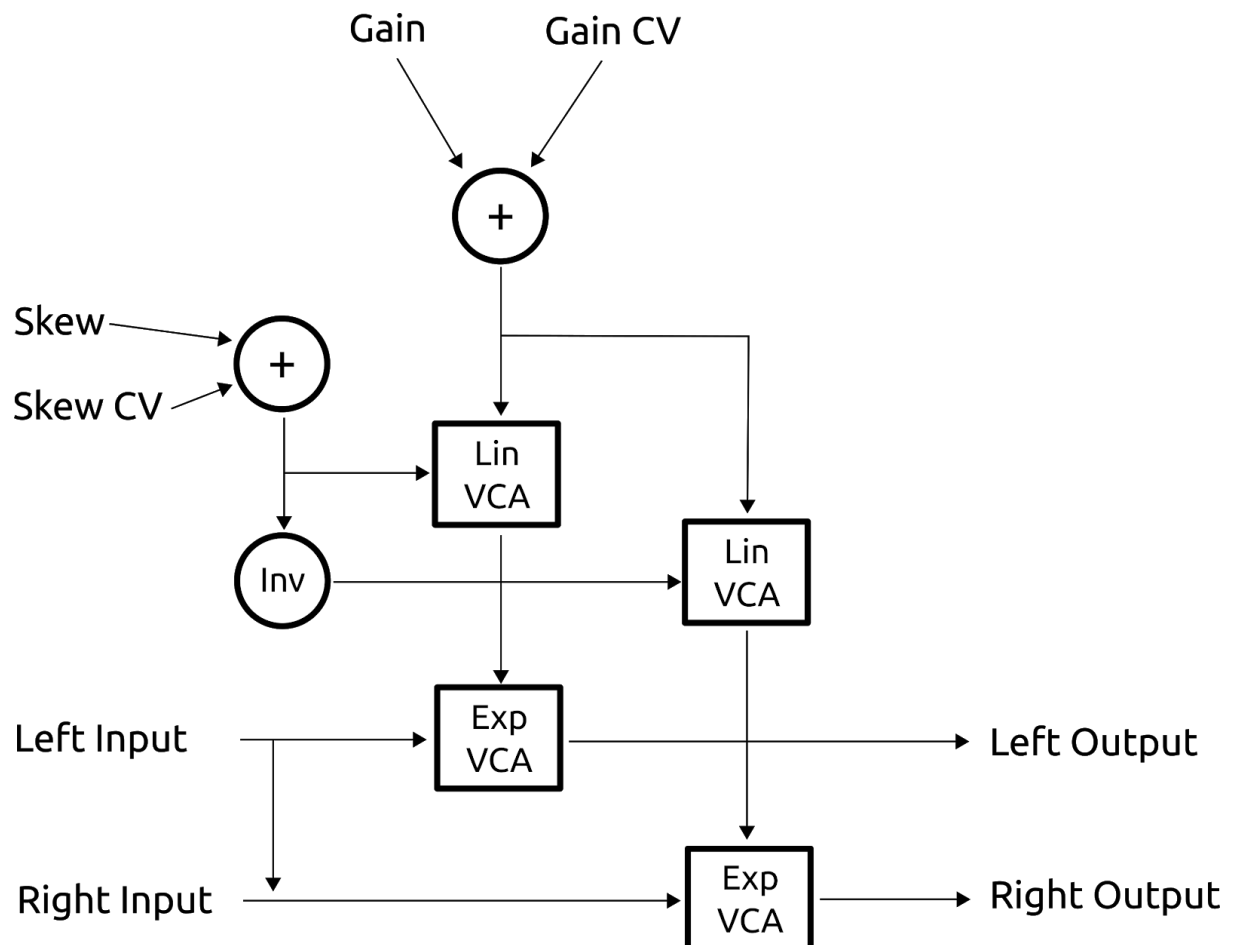 Gain
Gain CV
+
Skew
+
Skew CV
Lin
VCA
Lin
VCA
Inv
Left Input
Exp
VCA
Left Output
Right Input
Exp
VCA
Right Output